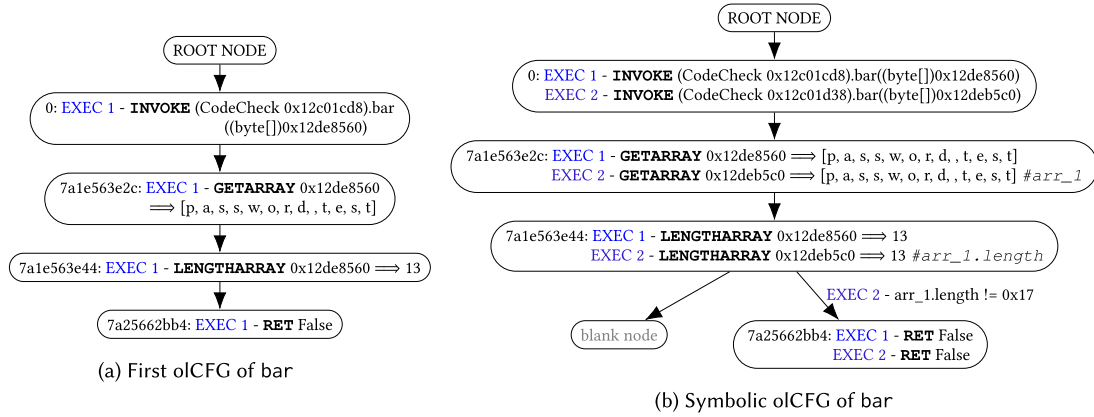 ROOT NODE
0: EXEC 1 - INVOKE (CodeCheck 0x12c01cd8).bar
((byte[])0x12de8560)
7a1e563e2c: EXEC 1 - GETARRAY 0x12de8560
⟹ [p, a, s, s, w, o, r, d, , t, e, s, t]
7a1e563e44: EXEC 1 - LENGTHARRAY 0x12de8560 ⟹ 13
7a25662bb4: EXEC 1 - RET False
(a) First olCFG of bar
ROOT NODE
0: EXEC 1 - INVOKE (CodeCheck 0x12c01cd8).bar((byte[])0x12de8560)
EXEC 2 - INVOKE (CodeCheck 0x12c01d38).bar((byte[])0x12deb5c0)
7a1e563e2c: EXEC 1 - GETARRAY 0x12de8560 ⟹ [p, a, s, s, w, o, r, d, , t, e, s, t]
EXEC 2 - GETARRAY 0x12deb5c0 ⟹ [p, a, s, s, w, o, r, d, , t, e, s, t] #arr_1
7a1e563e44: EXEC 1 - LENGTHARRAY 0x12de8560 ⟹ 13
EXEC 2 - LENGTHARRAY 0x12deb5c0 ⟹ 13 #arr_1.length
EXEC 2 - arr_1.length != 0x17
blank node
7a25662bb4: EXEC 1 - RET False
EXEC 2 - RET False
(b) Symbolic olCFG of bar